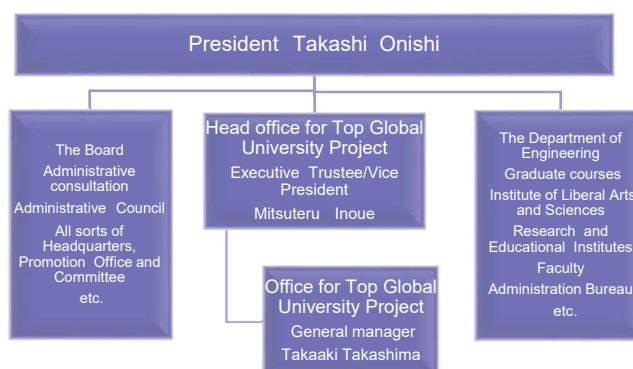 President Takashi Onishi
The Board
Administrative
consultation
Administrative Council
All sorts of
Headquarters,
Promotion Office and
Committee
etc.
Head office for Top Global
University Project
Executive Trustee/Vice
President
Mitsuteru Inoue
Office for Top Global
University Project
General manager
Takaaki Takashima
The Department of
Engineering
Graduate courses
Institute of Liberal Arts
and Sciences
Research and
Educational Institutes
Faculty
Administration Bureau
etc.